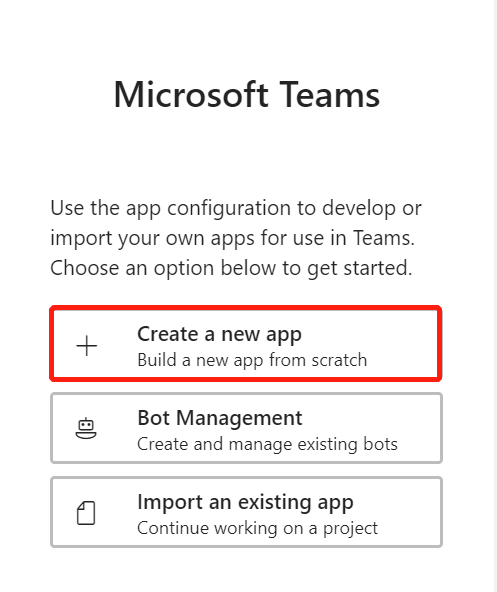 Microsoft Teams
Use the app configuration to develop or
import your own apps for use in Teams.
Choose an option below to get started.
Create a new app
Build a new app from scratch
Bot Management
Create and manage existing bots
Import an existing app
Continue working on a project